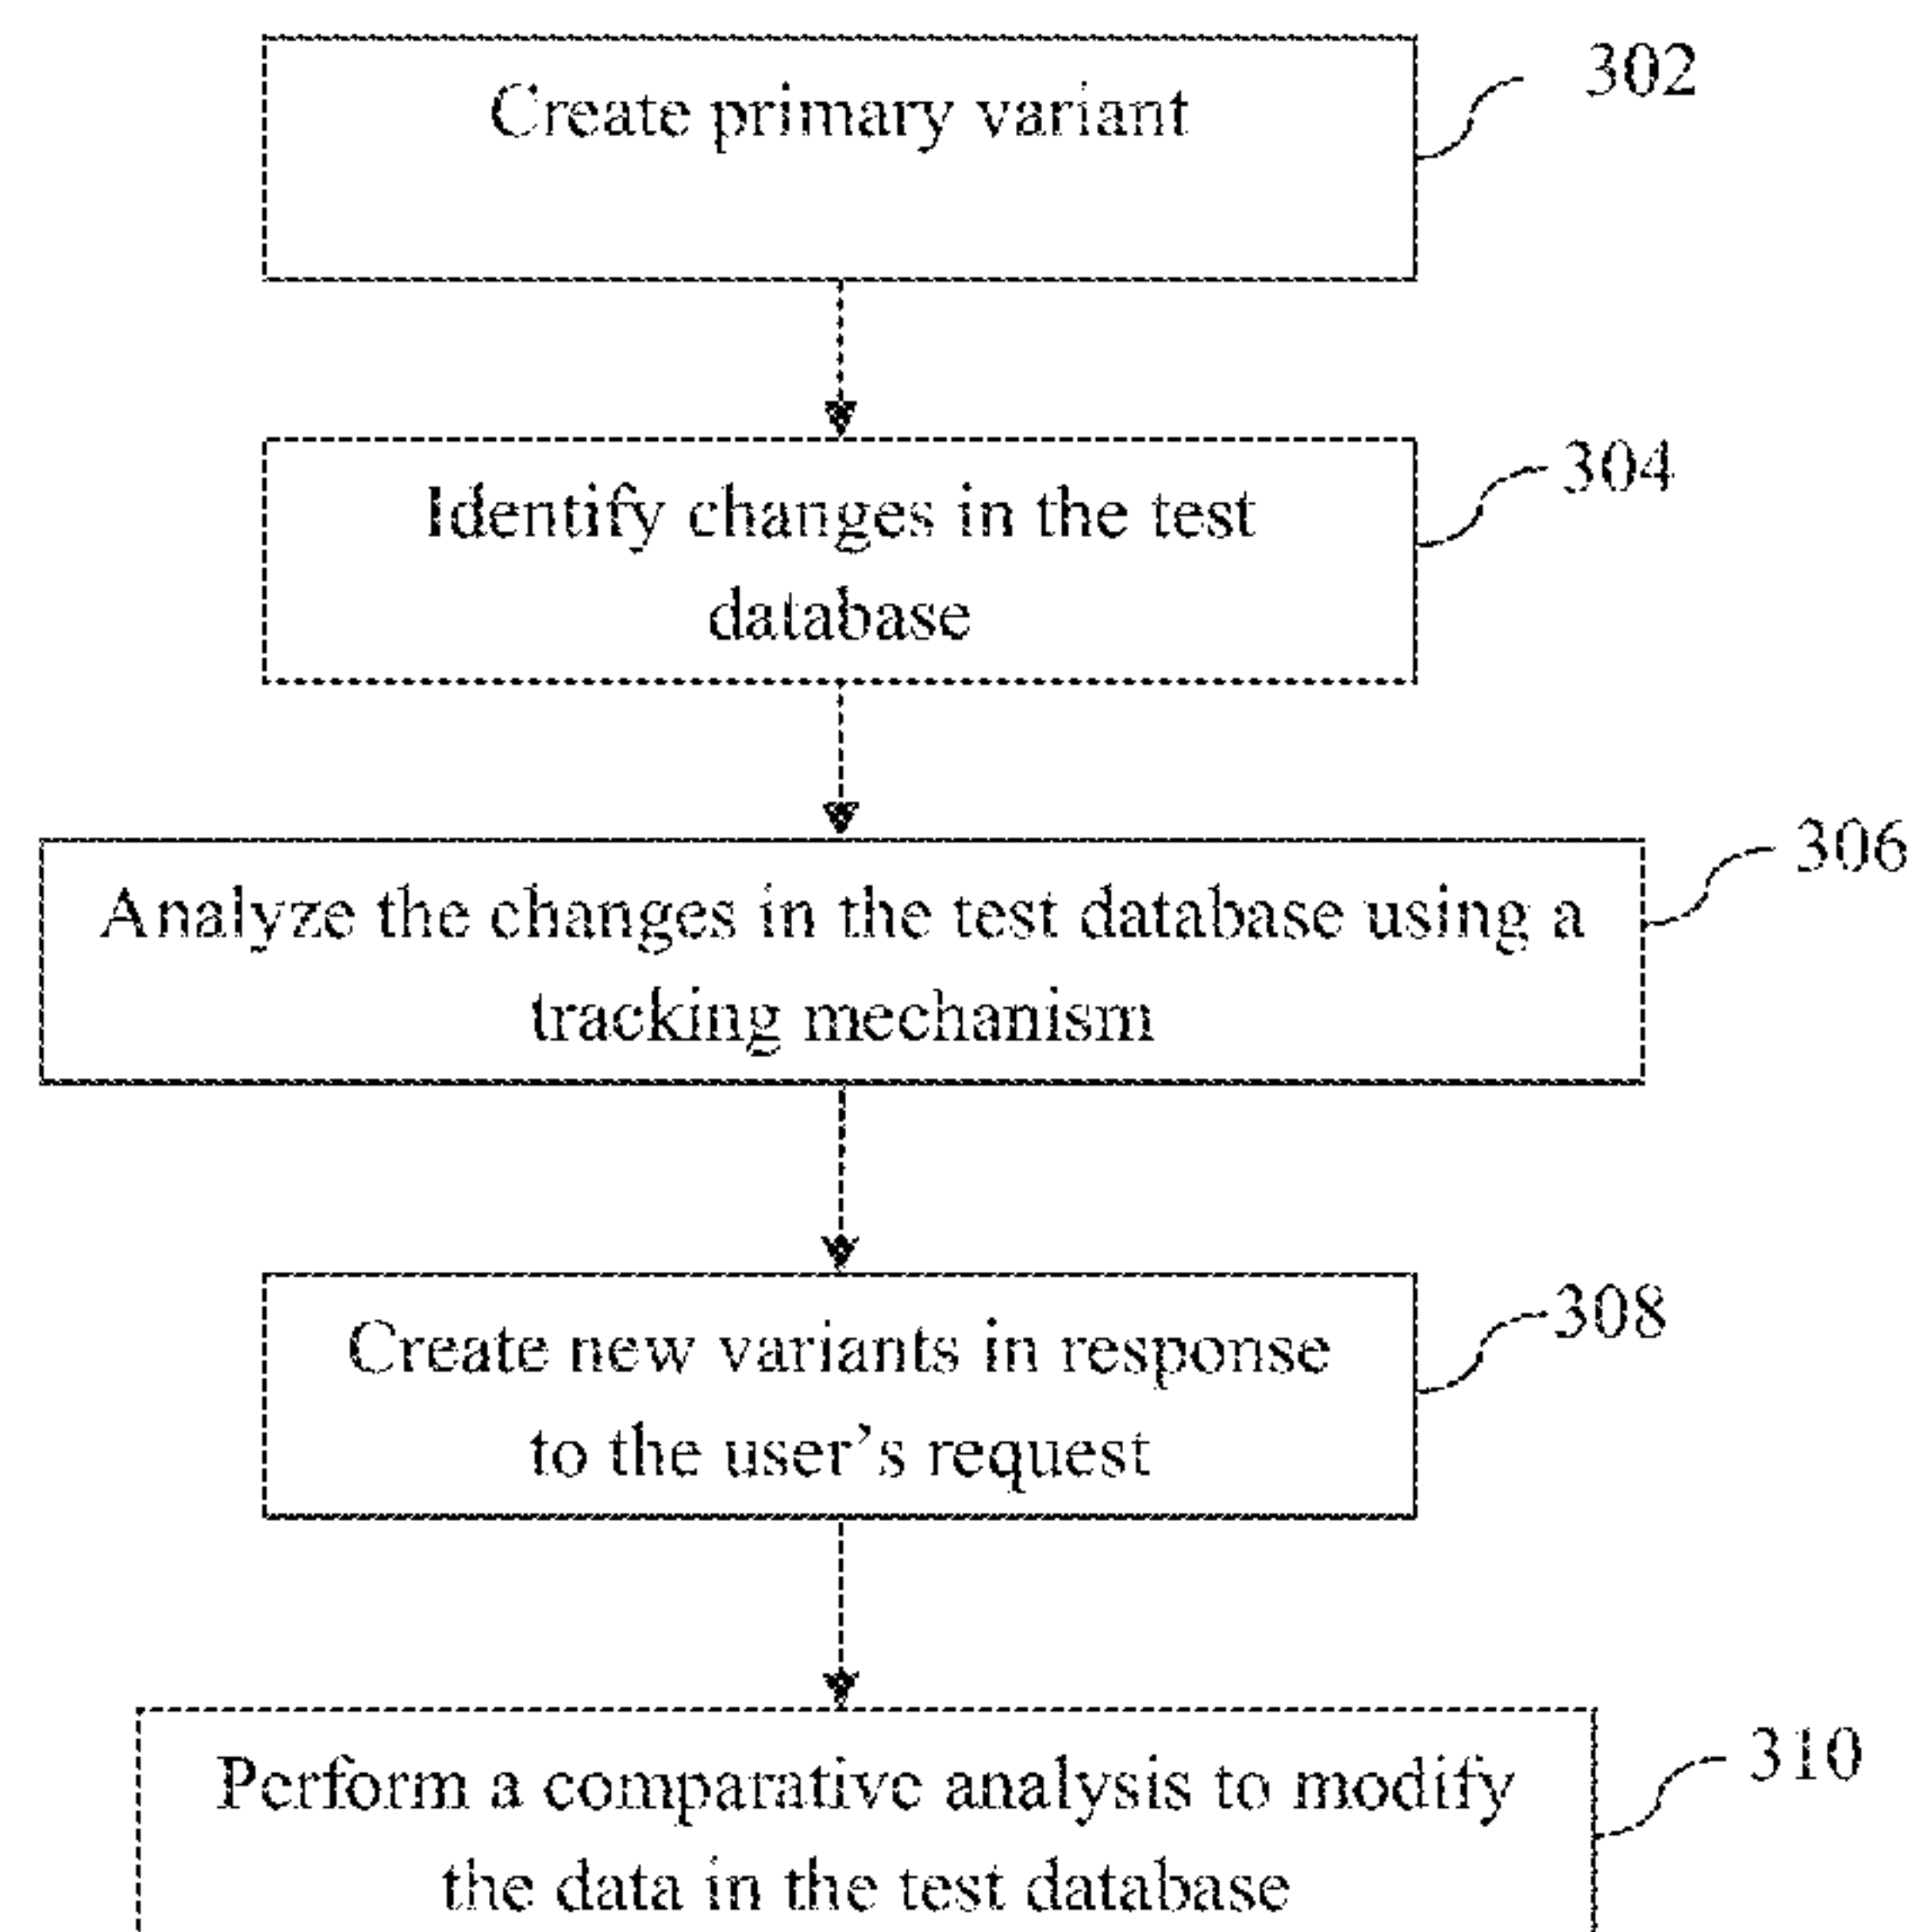 Create primary variant
302
Identify changes in the test
database
304
Analyze the changes in the test database using a
tracking mechanism
306
Create new variants in response
to the user’s request
308
Perform a comparative analysis to modify
the data in the test database
310